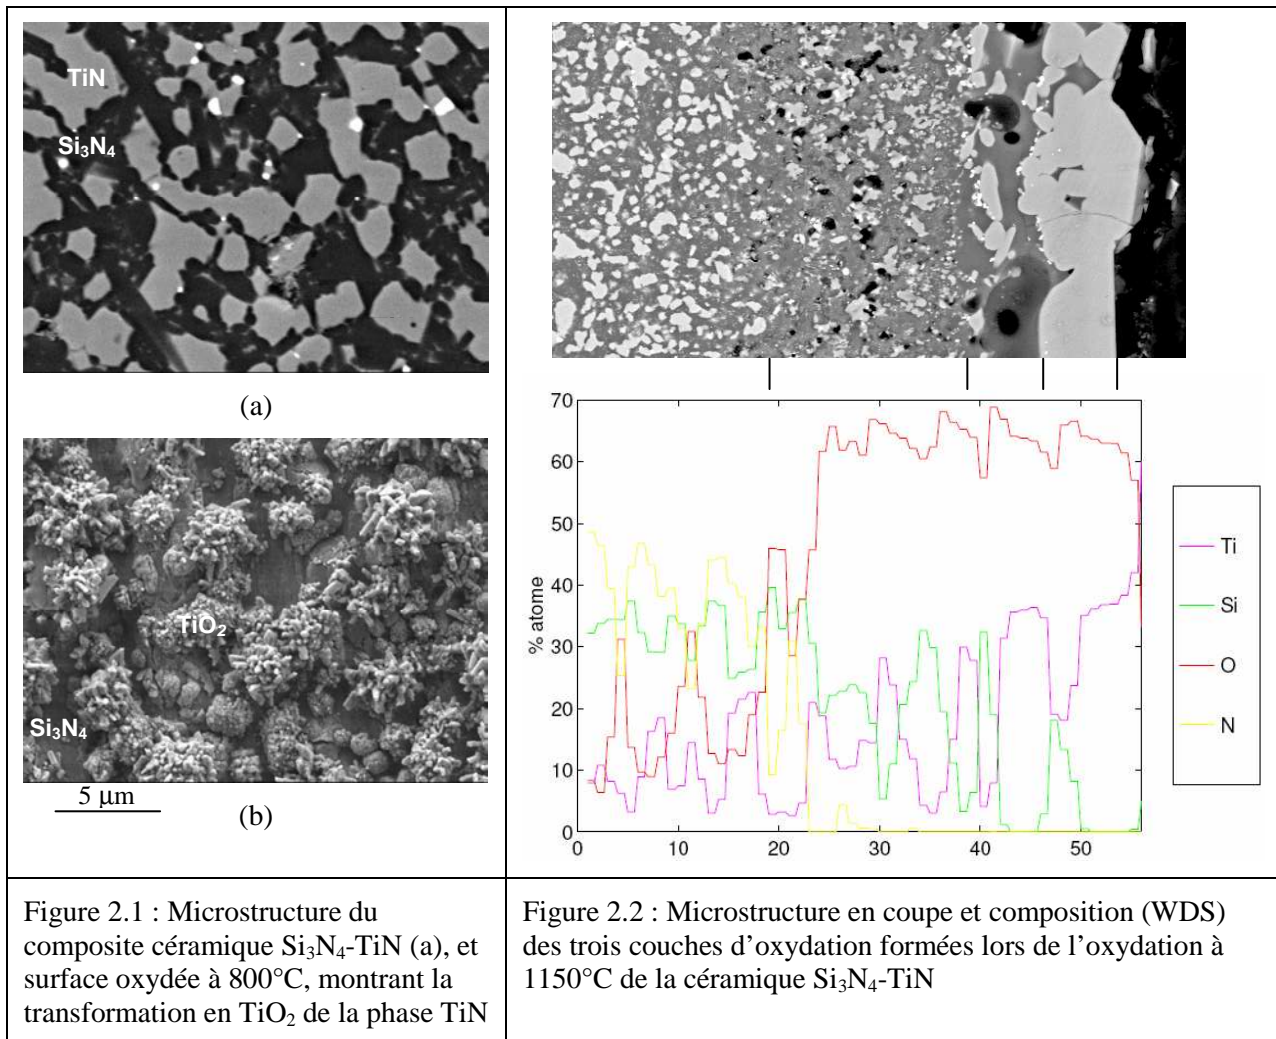 TiN
Si₃N₄
(a)
TiO₂
Si₃N₄
5 µm
(b)
70
60
50
40
30
20
10
0
% atome
0 10 20 30 40 50
Ti
Si
O
N
Figure 2.1 : Microstructure du
composite céramique Si₃N₄-TiN (a), et
surface oxydée à 800°C, montrant la
transformation en TiO₂ de la phase TiN
Figure 2.2 : Microstructure en coupe et composition (WDS)
des trois couches d’oxydation formées lors de l’oxydation à
1150°C de la céramique Si₃N₄-TiN